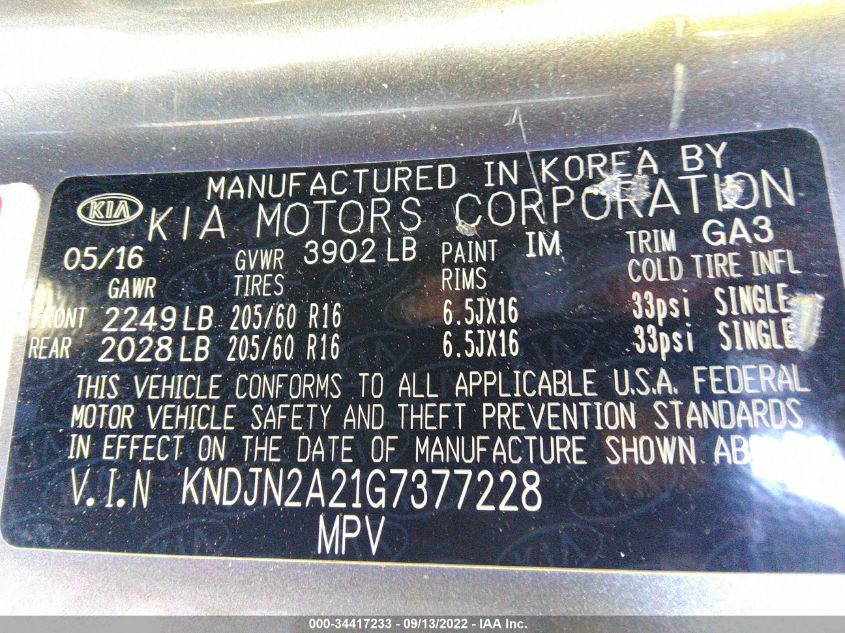 MANUFACTURED IN KOREA BY
KIA KIA MOTORS CORPORATION
05/16 GVWR 3902 LB PAINT IM TRIM GA3
GAWR TIRES RIMS COLD TIRE INFL
FRONT 2249 LB 205/60 R16 6.5JX16 33psi SINGLE
REAR 2028 LB 205/60 R16 6.5JX16 33psi SINGLE
THIS VEHICLE CONFORMS TO ALL APPLICABLE U.S.A. FEDERAL
MOTOR VEHICLE SAFETY AND THEFT PREVENTION STANDARDS
IN EFFECT ON THE DATE OF MANUFACTURE SHOWN
V.I.N KNDJN2A21G7377228
MPV
000-34417233 - 09/13/2022 - IAA Inc.